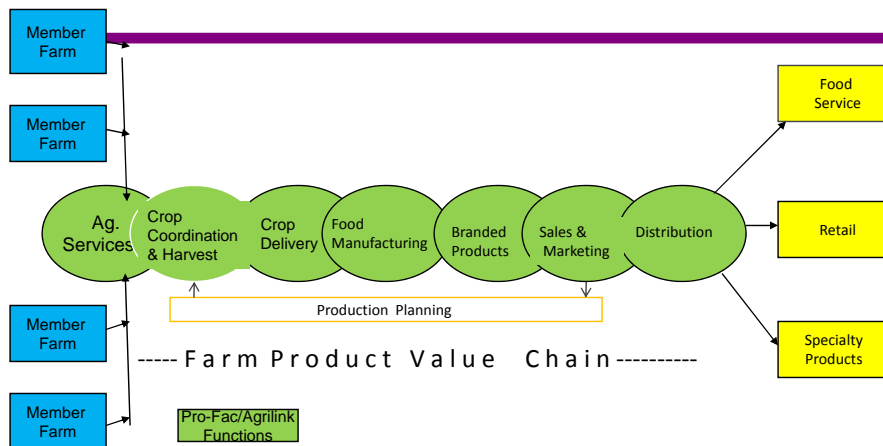 Member
Farm
Member
Farm
Food
Service
Ag.
Services
Crop
Coordination
& Harvest
Crop
Delivery
Food
Manufacturing
Branded
Products
Sales &
Marketing
Distribution
Retail
Production Planning
Member
Farm
Farm Product Value Chain
Specialty
Products
Member
Farm
Pro-Fac/Agrilink
Functions